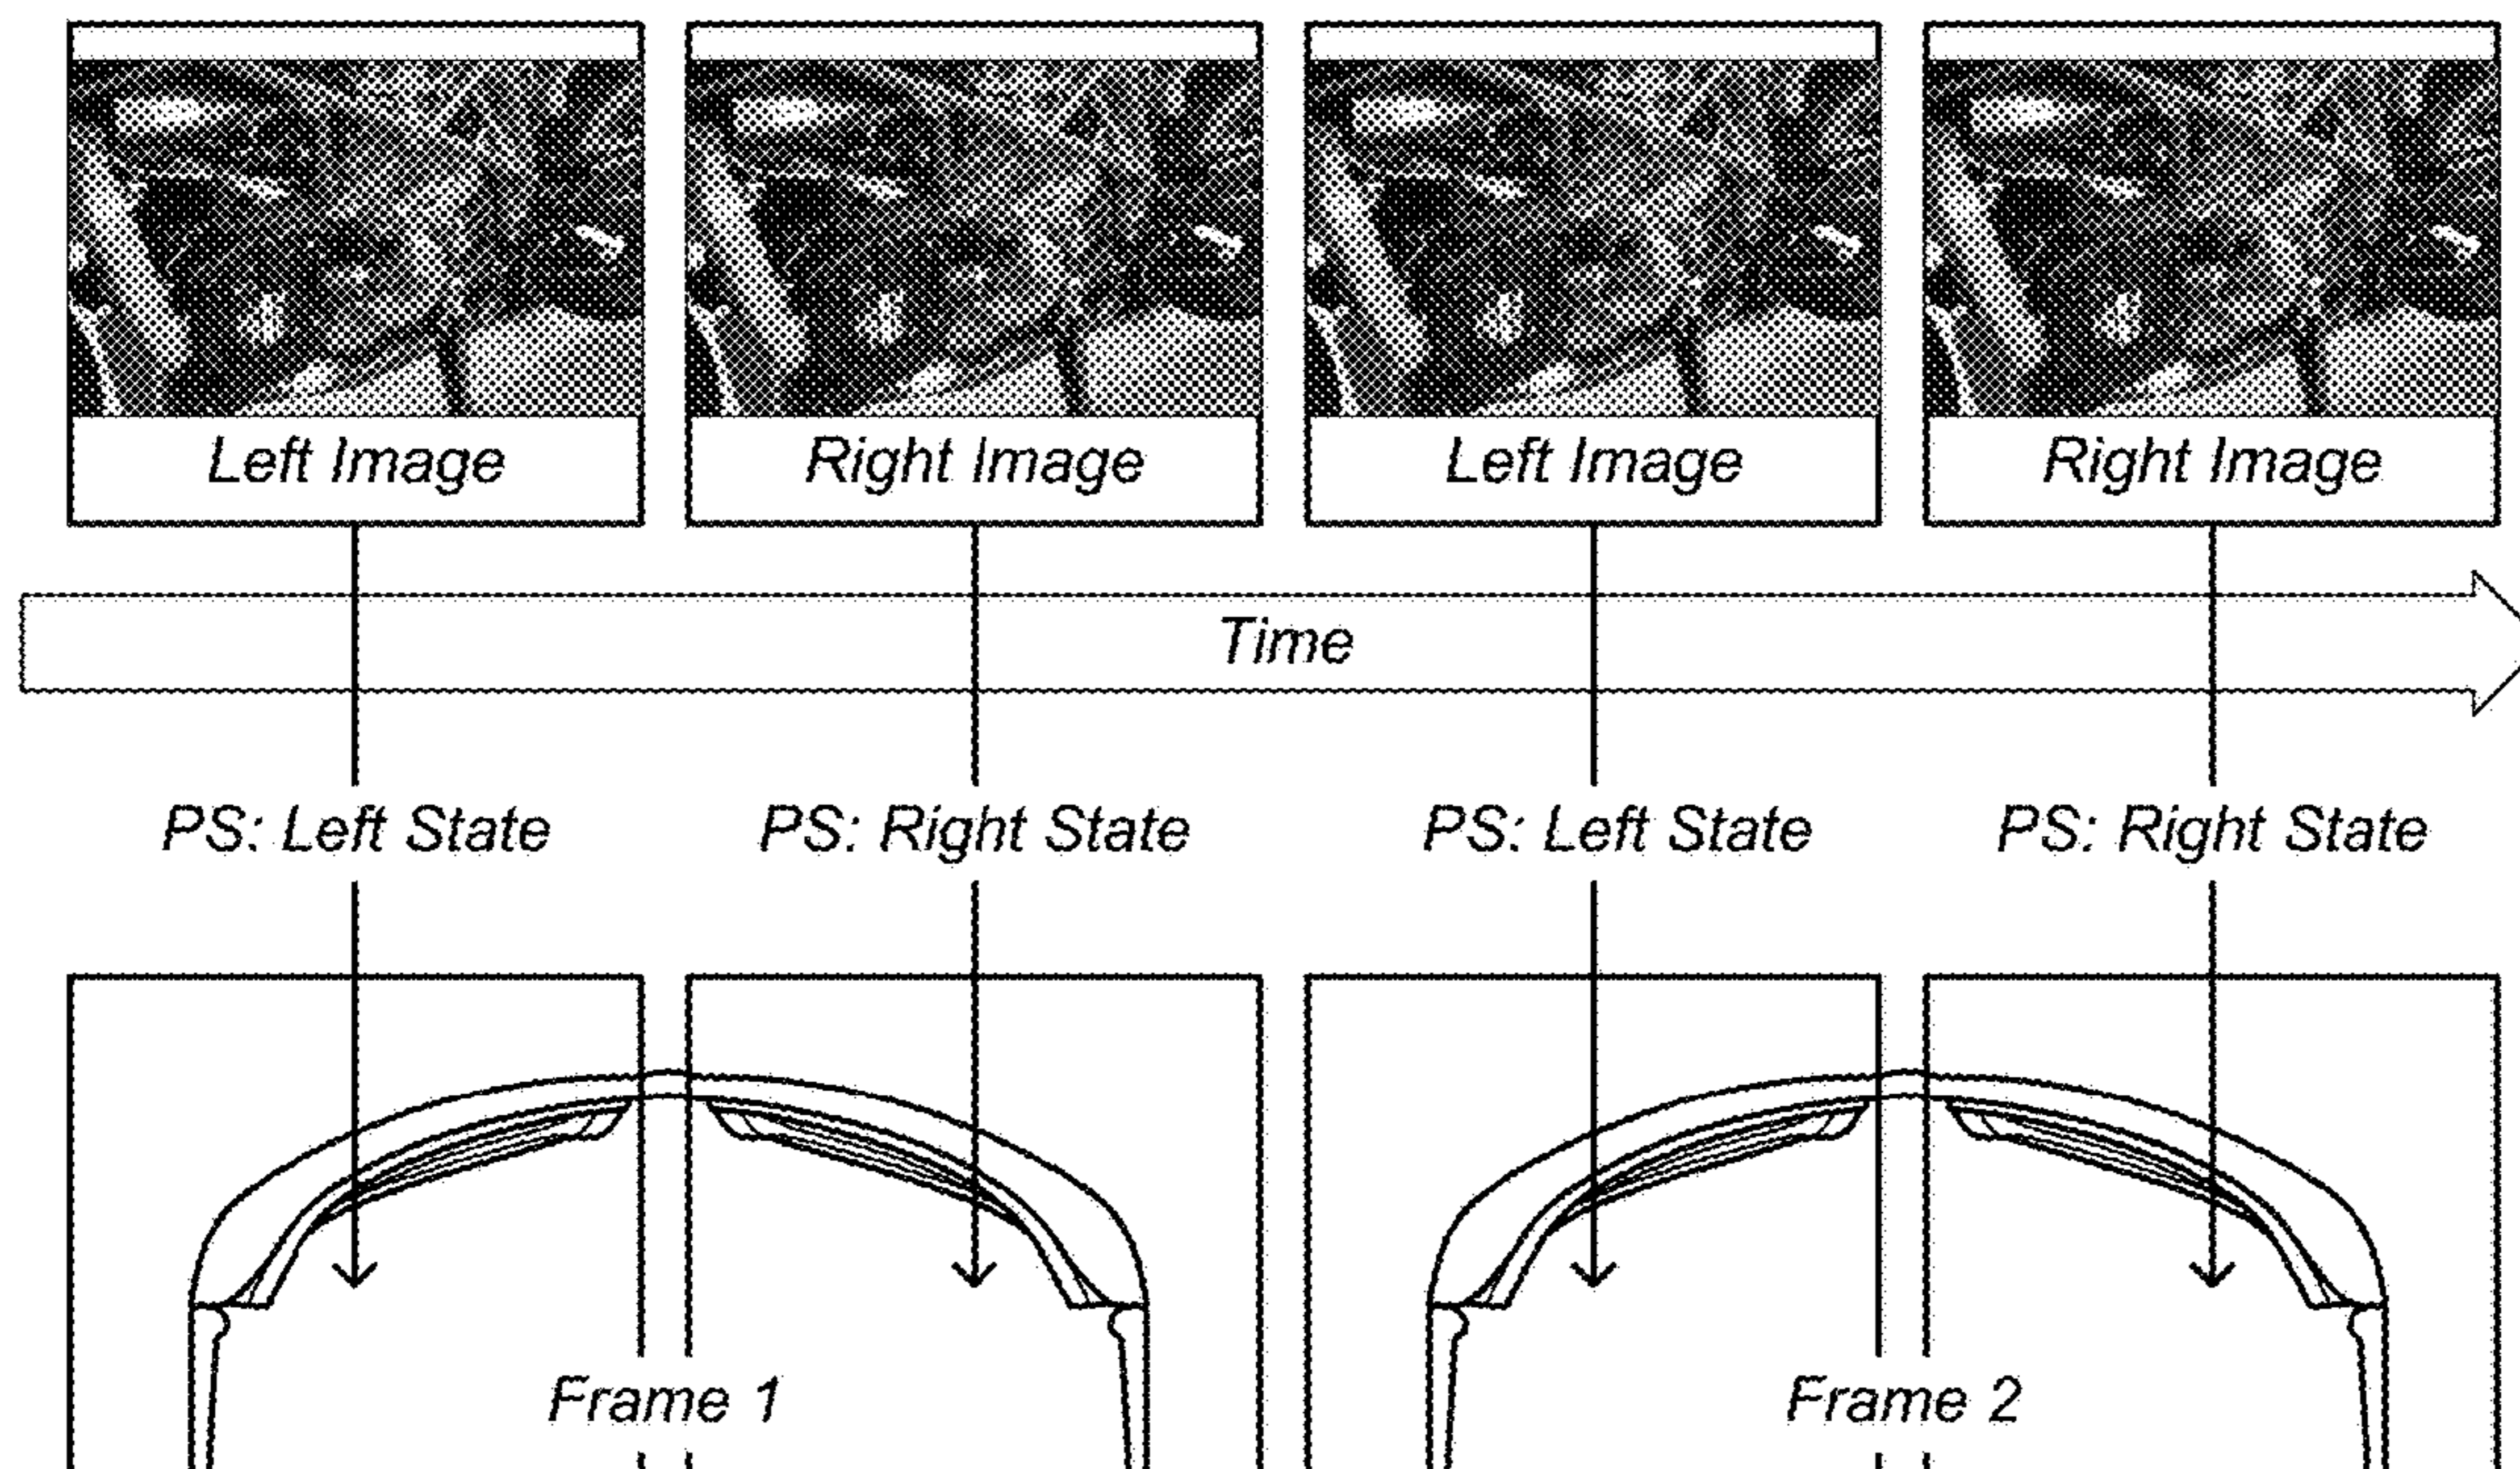 Left Image
Right Image
Left Image
Right Image
Time
PS: Left State
PS: Right State
PS: Left State
PS: Right State
Frame 1
Frame 2